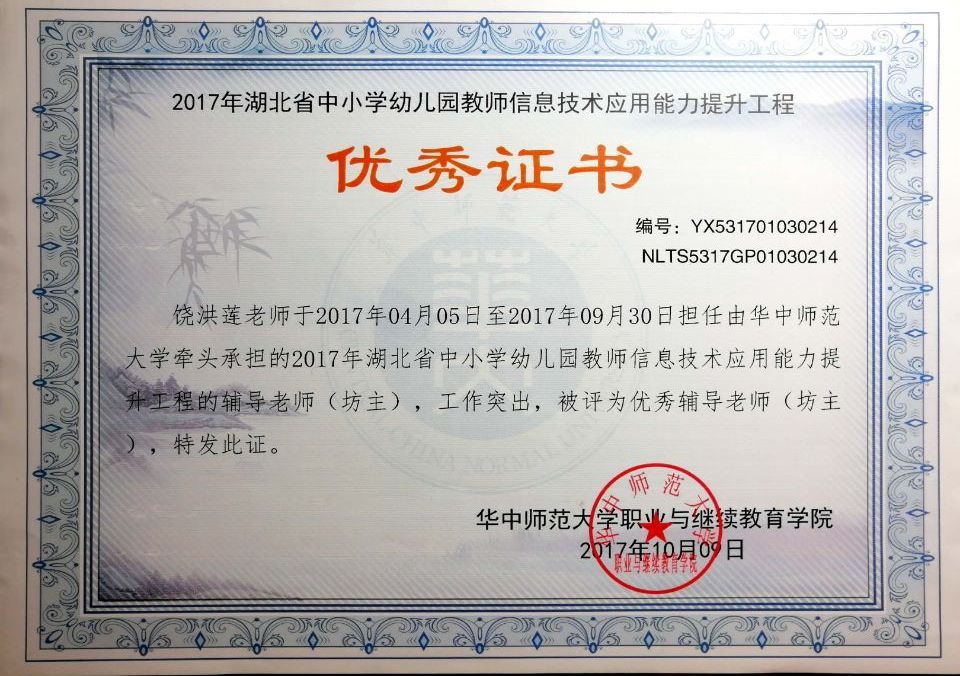 2017年湖北省中小学幼儿园教师信息技术应用能力提升工程
优秀证书
编号：YX531701030214
NLTS5317GP01030214
饶洪莲老师于2017年04月05日至2017年09月30日担任由华中师范
大学牵头承担的2017年湖北省中小学幼儿园教师信息技术应用能力提
升工程的辅导老师（坊主），工作突出，被评为优秀辅导老师（坊主
），特发此证。
华中师范大学职业与继续教育学院
2017年10月09日
华中师范大学
职业与继续教育学院